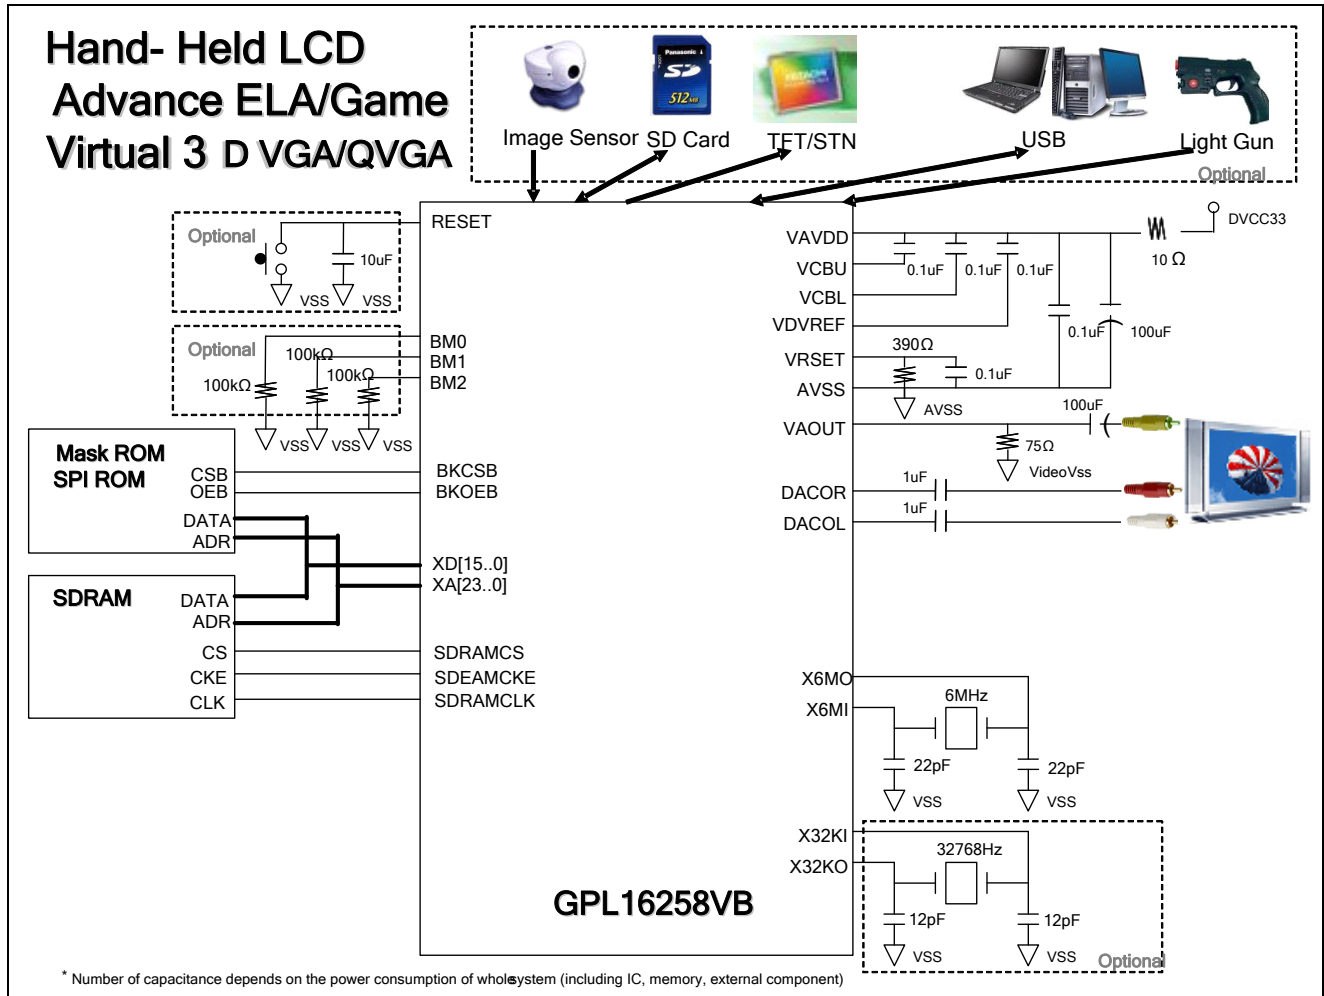 Hand- Held LCD
Advance ELA/Game
Virtual 3 D VGA/QVGA
Panasonic
SD
512MB
HITACHI
Image Sensor SD Card TFT/STN USB Light Gun
Optional
RESET
Optional
10uF
VSS VSS
BM0
BM1
BM2
Optional
100kΩ
100kΩ
100kΩ
VSS VSS VSS
Mask ROM
SPI ROM
CSB
OEB
DATA
ADR
BKCSB
BKOEB
XD[15..0]
XA[23..0]
SDRAM
DATA
ADR
CS
CKE
CLK
SDRAMCS
SDEAMCKE
SDRAMCLK
VAVDD
VCBU
VCBL
VDVREF
VRSET
AVSS
VAOUT
DACOR
DACOL
DVCC33
10 Ω
0.1uF 0.1uF 0.1uF
0.1uF 100uF
390Ω
0.1uF
AVSS
100uF
75Ω
VideoVss
1uF
1uF
X6MO
X6MI
6MHz
22pF 22pF
VSS VSS
X32KI
X32KO
32768Hz
12pF 12pF
VSS VSS
Optional
GPL16258VB
* Number of capacitance depends on the power consumption of whole system (including IC, memory, external component)